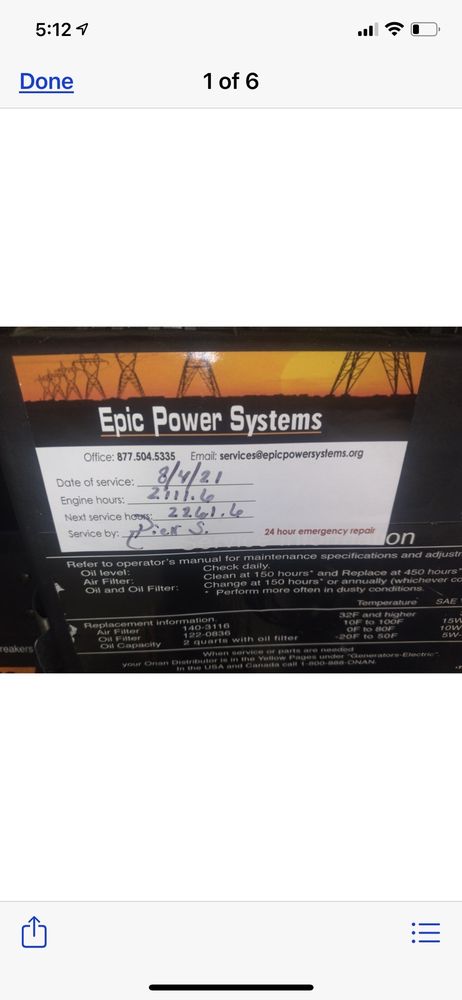 5:12
Done
1 of 6
Epic Power Systems
Office: 877.504.5335 Email: services@epicpowersystems.org
Date of service: 8/4/21
Engine hours: 2111.6
Next service hours: 2261.6
Service by: S.
24 hour emergency repair
on
Refer to operator's manual for maintenance specifications and
Oil level: Check daily.
Air Filter: Clean at 150 hours* and Replace at 450 hours*
Oil and Oil Filter: Change at 150 hours* or annually (whichever
* Perform more often in dusty conditions.
Temperature SAE
Replacement information.
32F and higher
Air Filter 140-3116 10F to 100F 15W
Oil Filter 122-0836 0F to 80F 10W
Oil Capacity 2 quarts with oil filter -20F to 50F 5W-
reakers
When service or parts are needed
your Onan Distributor is in the Yellow Pages under "Generators-Electric".
In the USA and Canada call 1-800-888-ONAN.